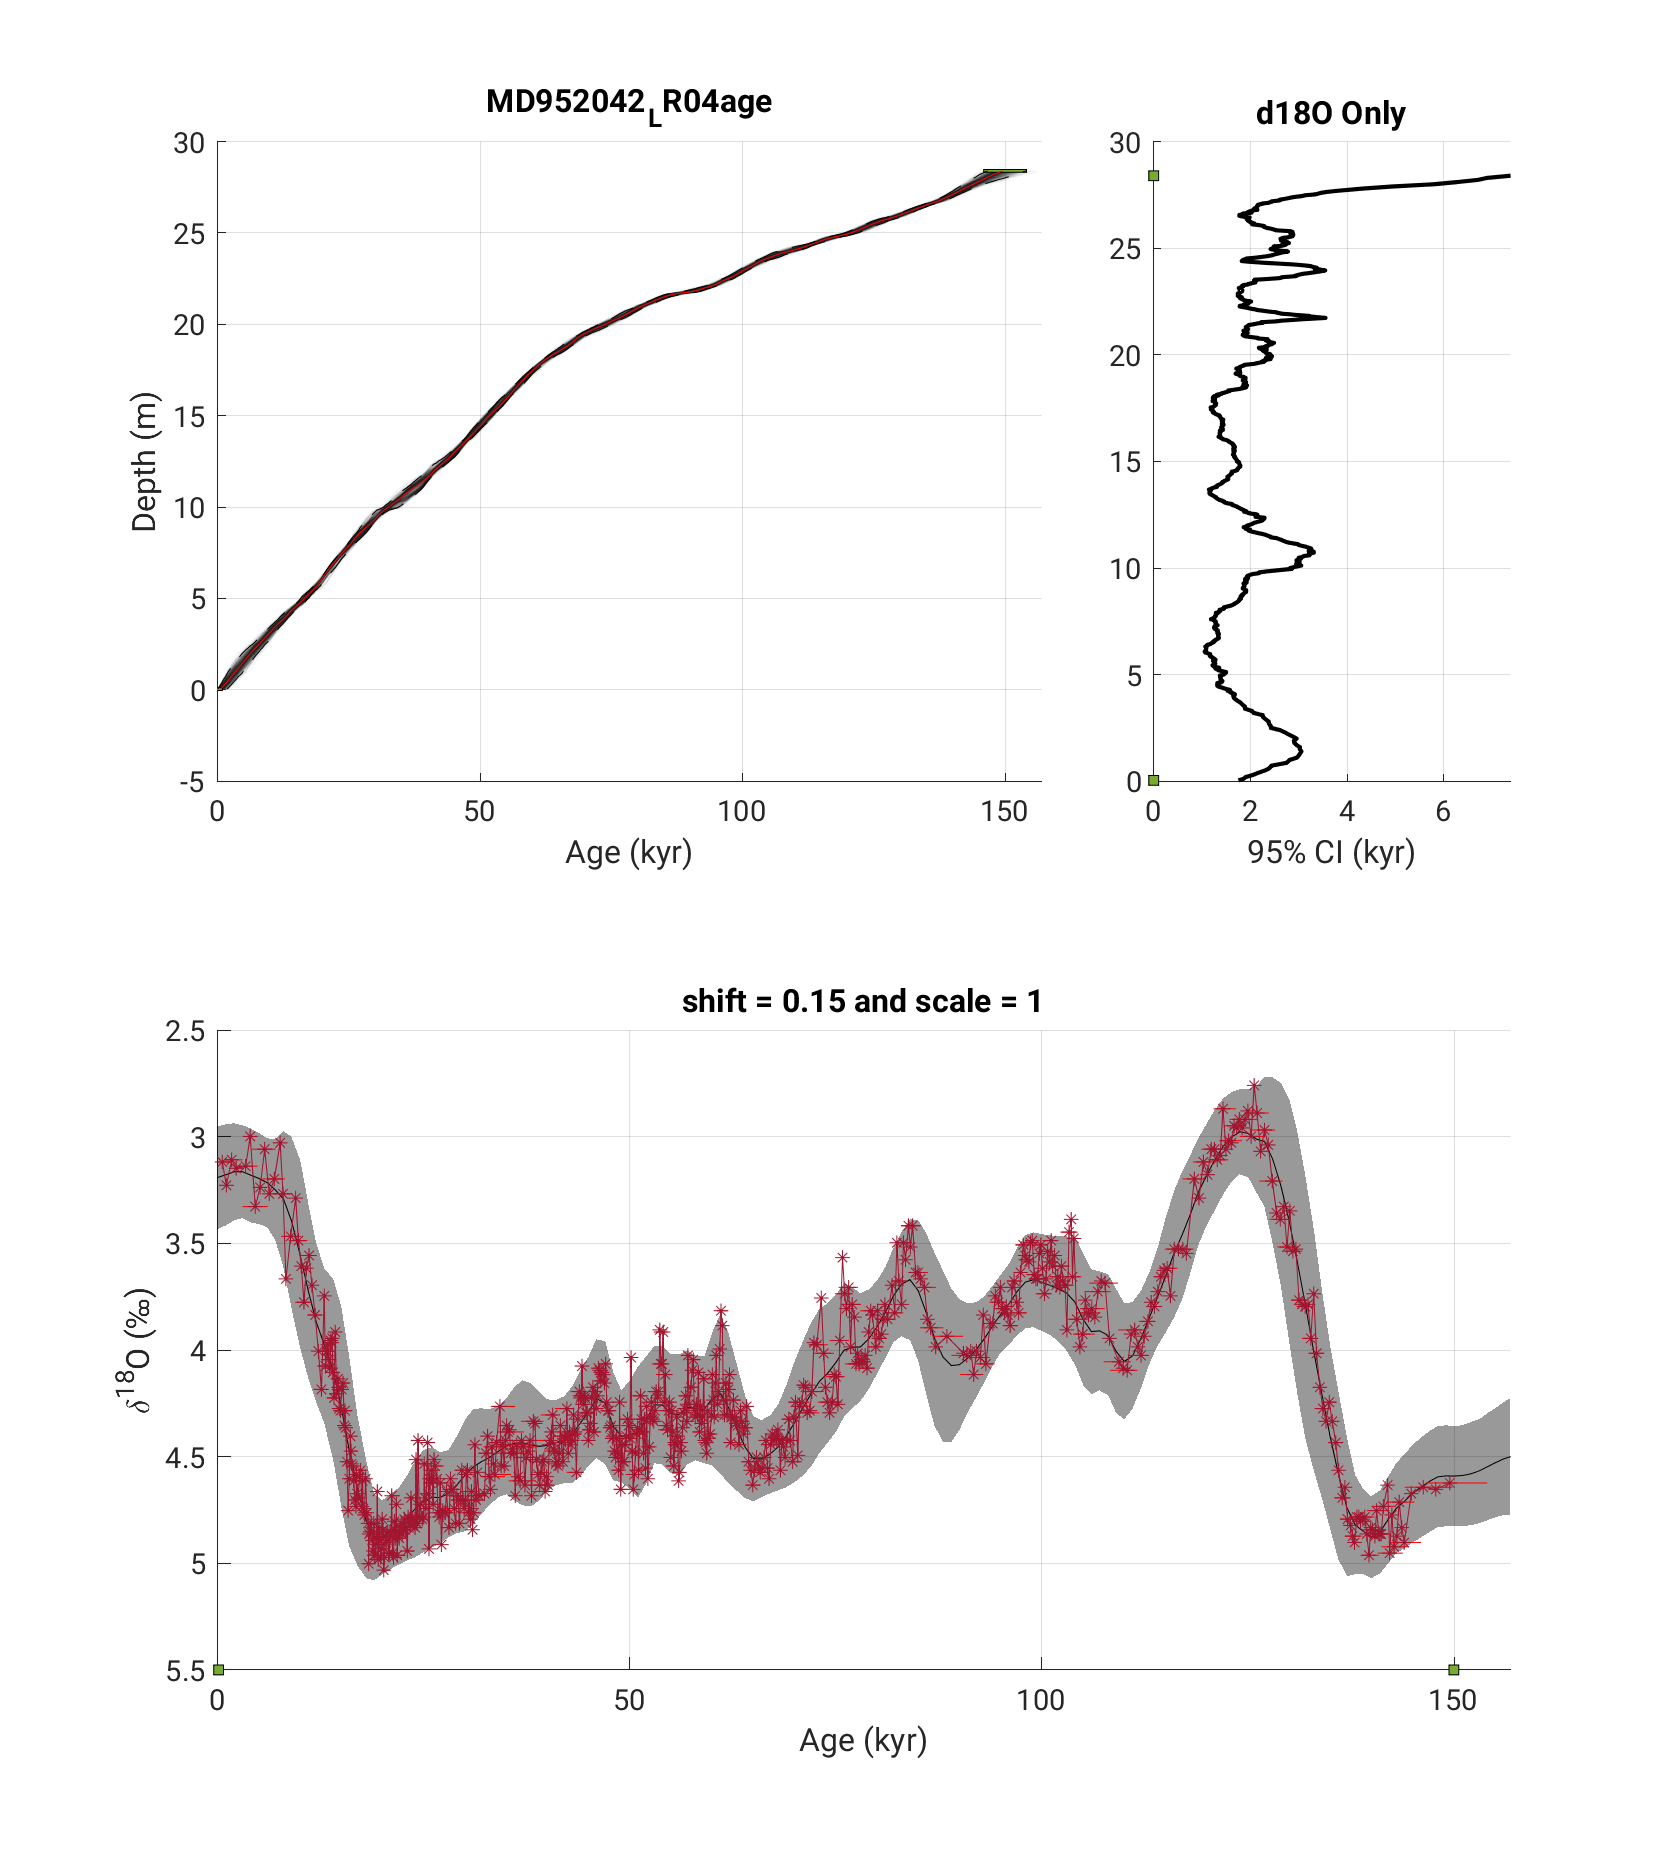 MD952042LR04age
30
25
20
15
10
5
0
-5
0 50 100 150
Depth (m)
Age (kyr)
d18O Only
30
25
20
15
10
5
0
0 2 4 6
95% CI (kyr)
shift = 0.15 and scale = 1
2.5
3
3.5
4
4.5
5
5.5
0 50 100 150
δ18O (‰)
Age (kyr)